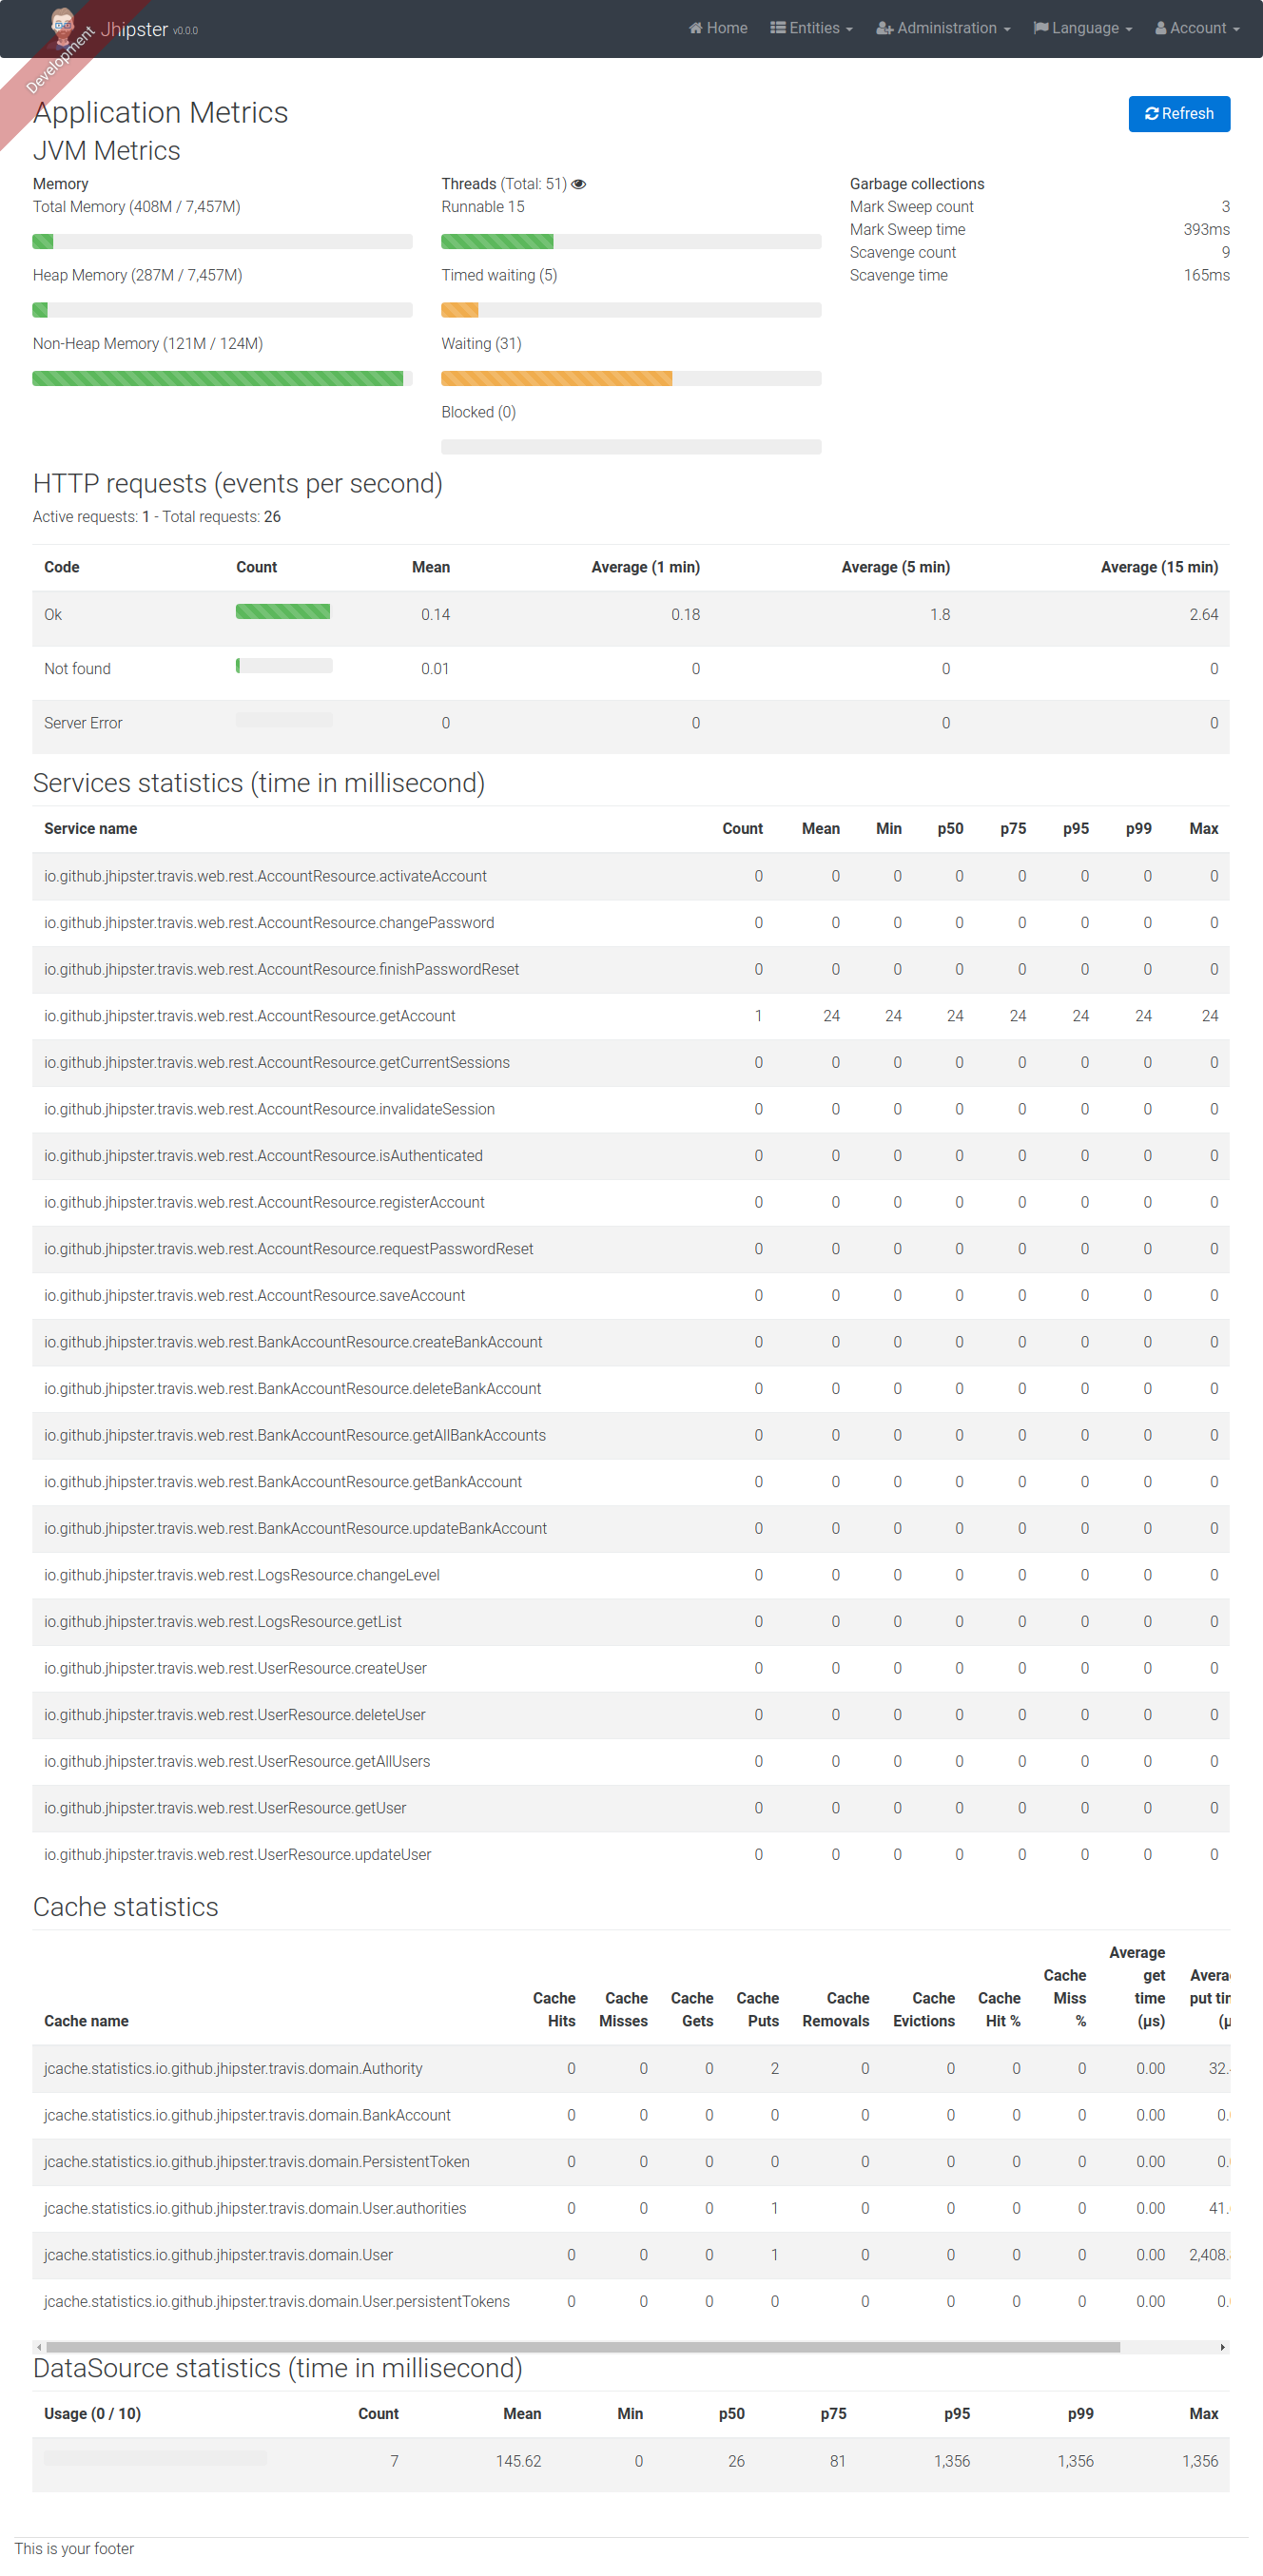 Development
Jhipster v0.0.0 Home Entities Administration Language Account
Application Metrics Refresh
JVM Metrics
Memory
Total Memory (408M / 7,457M)
Heap Memory (287M / 7,457M)
Non-Heap Memory (121M / 124M)
Threads (Total: 51)
Runnable 15
Timed waiting (5)
Waiting (31)
Blocked (0)
Garbage collections
Mark Sweep count 3
Mark Sweep time 393ms
Scavenge count 9
Scavenge time 165ms
HTTP requests (events per second)
Active requests: 1 - Total requests: 26
Code Count Mean Average (1 min) Average (5 min) Average (15 min)
Ok 0.14 0.18 1.8 2.64
Not found 0.01 0 0 0
Server Error 0 0 0 0
Services statistics (time in millisecond)
Service name Count Mean Min p50 p75 p95 p99 Max
io.github.jhipster.travis.web.rest.AccountResource.activateAccount 0 0 0 0 0 0 0 0
io.github.jhipster.travis.web.rest.AccountResource.changePassword 0 0 0 0 0 0 0 0
io.github.jhipster.travis.web.rest.AccountResource.finishPasswordReset 0 0 0 0 0 0 0 0
io.github.jhipster.travis.web.rest.AccountResource.getAccount 1 24 24 24 24 24 24 24
io.github.jhipster.travis.web.rest.AccountResource.getCurrentSessions 0 0 0 0 0 0 0 0
io.github.jhipster.travis.web.rest.AccountResource.invalidateSession 0 0 0 0 0 0 0 0
io.github.jhipster.travis.web.rest.AccountResource.isAuthenticated 0 0 0 0 0 0 0 0
io.github.jhipster.travis.web.rest.AccountResource.registerAccount 0 0 0 0 0 0 0 0
io.github.jhipster.travis.web.rest.AccountResource.requestPasswordReset 0 0 0 0 0 0 0 0
io.github.jhipster.travis.web.rest.AccountResource.saveAccount 0 0 0 0 0 0 0 0
io.github.jhipster.travis.web.rest.BankAccountResource.createBankAccount 0 0 0 0 0 0 0 0
io.github.jhipster.travis.web.rest.BankAccountResource.deleteBankAccount 0 0 0 0 0 0 0 0
io.github.jhipster.travis.web.rest.BankAccountResource.getAllBankAccounts 0 0 0 0 0 0 0 0
io.github.jhipster.travis.web.rest.BankAccountResource.getBankAccount 0 0 0 0 0 0 0 0
io.github.jhipster.travis.web.rest.BankAccountResource.updateBankAccount 0 0 0 0 0 0 0 0
io.github.jhipster.travis.web.rest.LogsResource.changeLevel 0 0 0 0 0 0 0 0
io.github.jhipster.travis.web.rest.LogsResource.getList 0 0 0 0 0 0 0 0
io.github.jhipster.travis.web.rest.UserResource.createUser 0 0 0 0 0 0 0 0
io.github.jhipster.travis.web.rest.UserResource.deleteUser 0 0 0 0 0 0 0 0
io.github.jhipster.travis.web.rest.UserResource.getAllUsers 0 0 0 0 0 0 0 0
io.github.jhipster.travis.web.rest.UserResource.getUser 0 0 0 0 0 0 0 0
io.github.jhipster.travis.web.rest.UserResource.updateUser 0 0 0 0 0 0 0 0
Cache statistics
Cache name Cache Hits Cache Misses Cache Gets Cache Puts Cache Removals Cache Evictions Cache Hit % Cache Miss % Average get time (µs) put
jcache.statistics.io.github.jhipster.travis.domain.Authority 0 0 0 2 0 0 0 0 0.00 32.
jcache.statistics.io.github.jhipster.travis.domain.BankAccount 0 0 0 0 0 0 0 0 0.00 0.
jcache.statistics.io.github.jhipster.travis.domain.PersistentToken 0 0 0 0 0 0 0 0 0.00 0.
jcache.statistics.io.github.jhipster.travis.domain.User.authorities 0 0 0 1 0 0 0 0 0.00 41.
jcache.statistics.io.github.jhipster.travis.domain.User 0 0 0 1 0 0 0 0 0.00 2,408.
jcache.statistics.io.github.jhipster.travis.domain.User.persistentTokens 0 0 0 0 0 0 0 0 0.00 0.
DataSource statistics (time in millisecond)
Usage (0 / 10) Count Mean Min p50 p75 p95 p99 Max
7 145.62 0 26 81 1,356 1,356 1,356
This is your footer